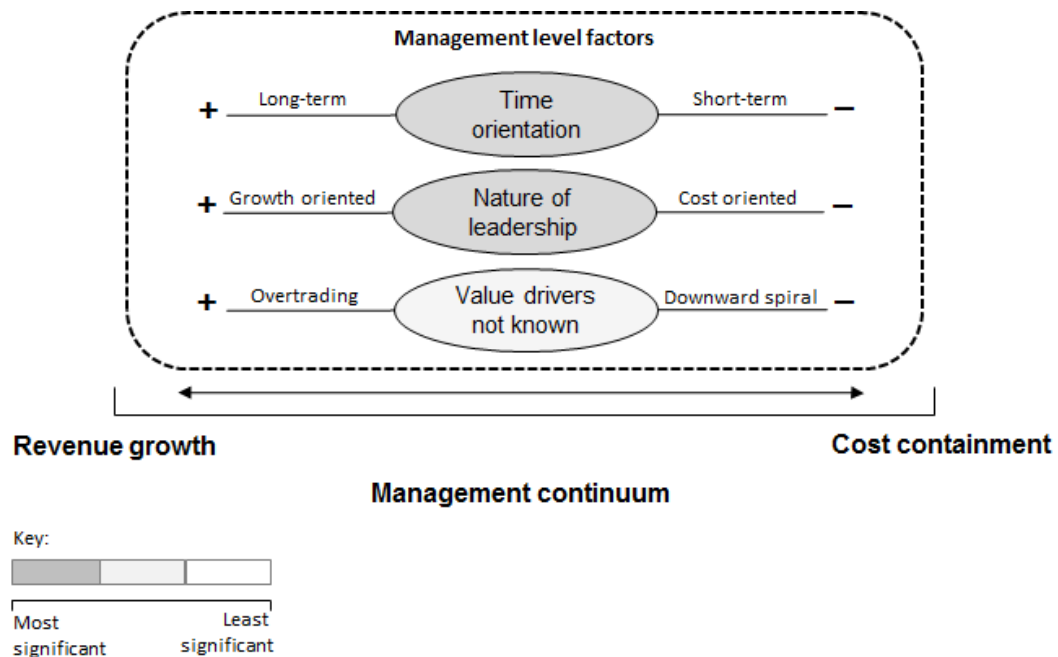 Management level factors
+ Long-term Time orientation Short-term −
+ Growth oriented Nature of leadership Cost oriented −
+ Overtrading Value drivers not known Downward spiral −
Revenue growth Cost containment
Management continuum
Key:
Most significant Least significant